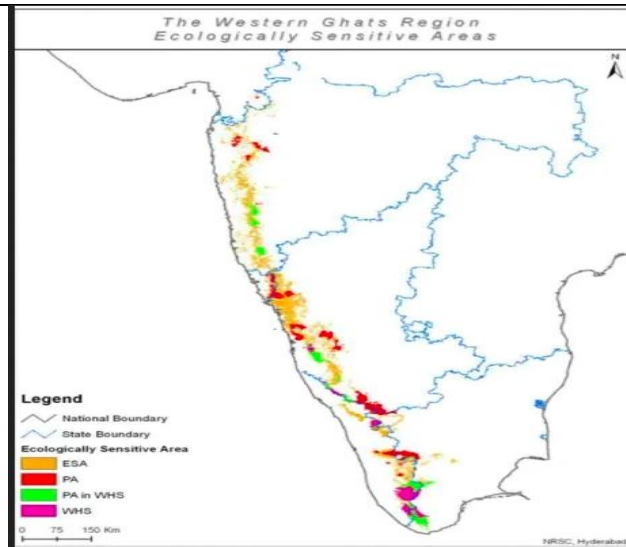 The Western Ghats Region
Ecologically Sensitive Areas
N
Legend
National Boundary
State Boundary
Ecologically Sensitive Area
ESA
PA
PA in WHS
WHS
0 75 150 Km
NRSC, Hyderabad